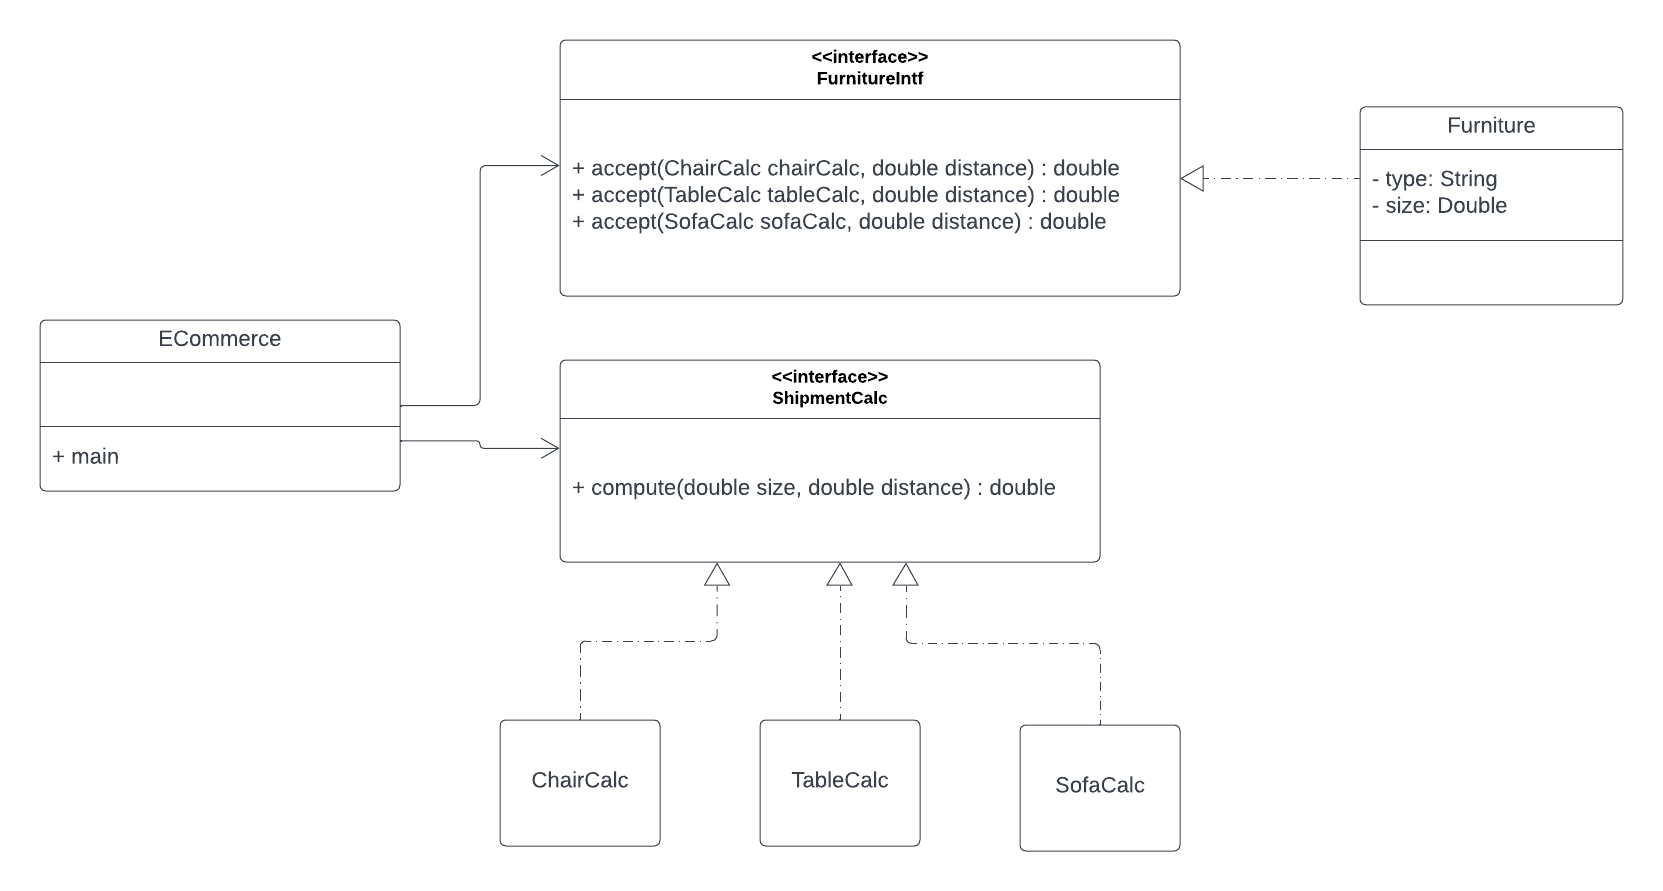 <<interface>>
FurnitureIntf
+ accept(ChairCalc chairCalc, double distance) : double
+ accept(TableCalc tableCalc, double distance) : double
+ accept(SofaCalc sofaCalc, double distance) : double
Furniture
- type: String
- size: Double
ECommerce
+ main
<<interface>>
ShipmentCalc
+ compute(double size, double distance) : double
ChairCalc
TableCalc
SofaCalc